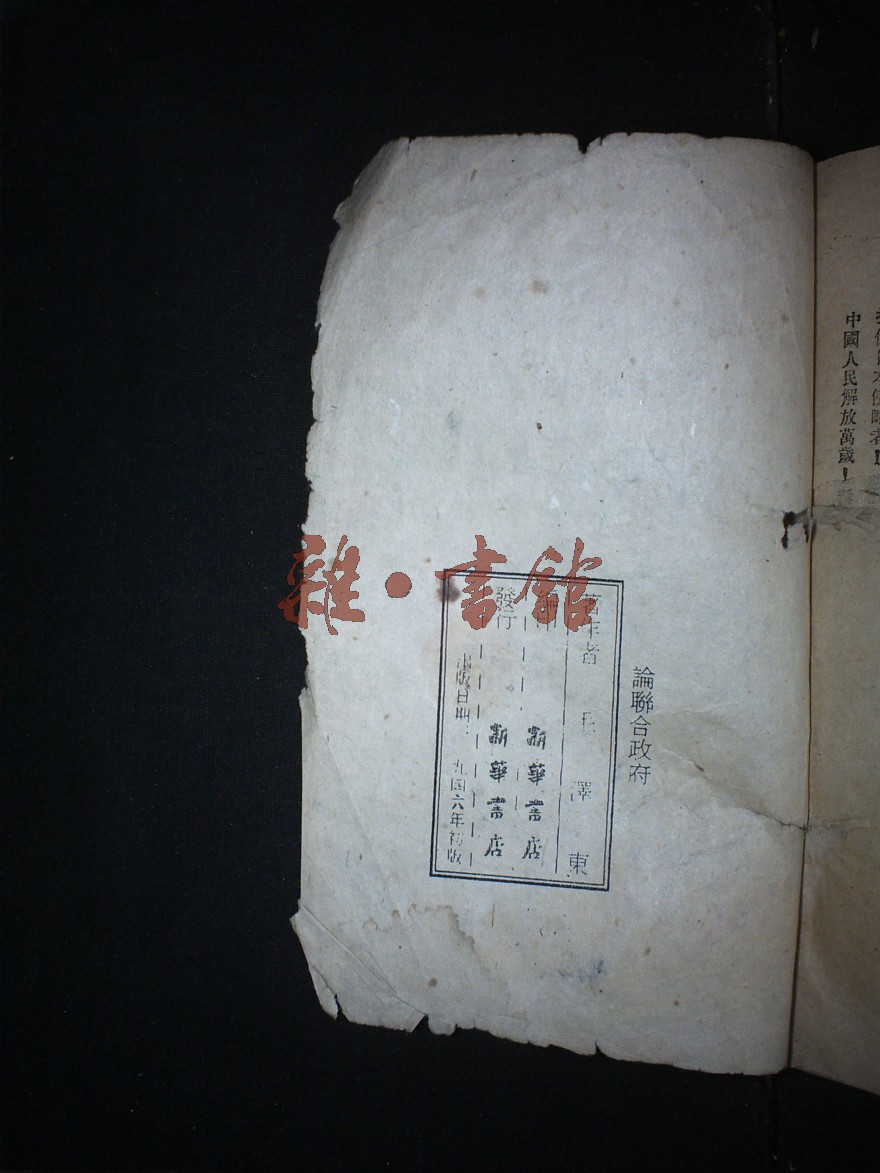 中國人民解放萬歲！
論聯合政府
著作者 毛澤東
新華書店
發行 新華書店
出版日期：一九四六年初版
雜·書館